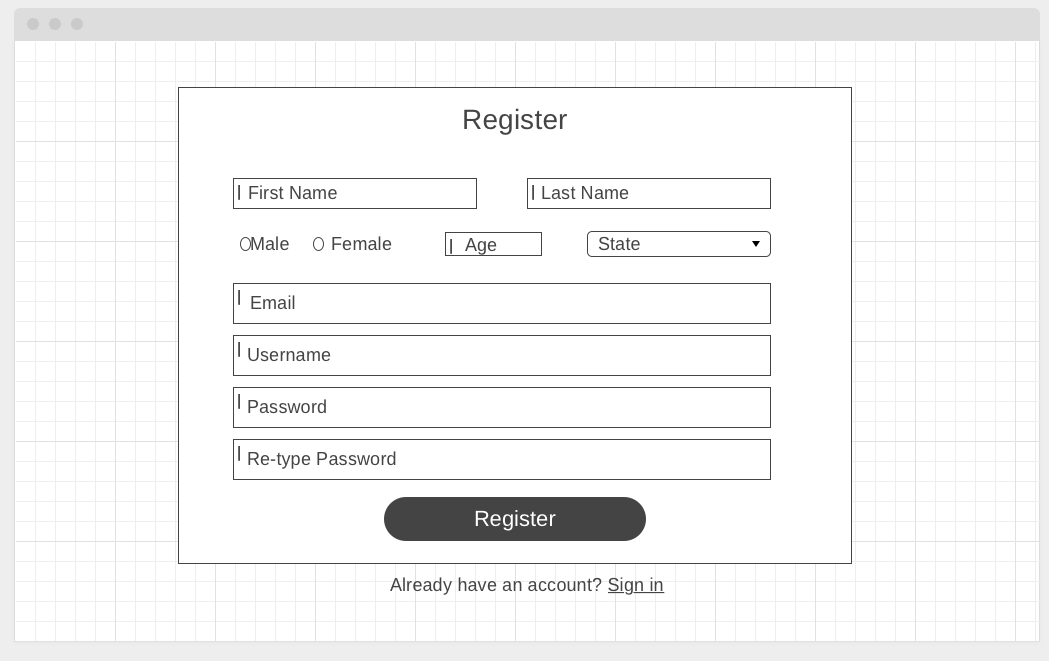 Register
First Name Last Name
Male Female Age State
Email
Username
Password
Re-type Password
Register
Already have an account? Sign in